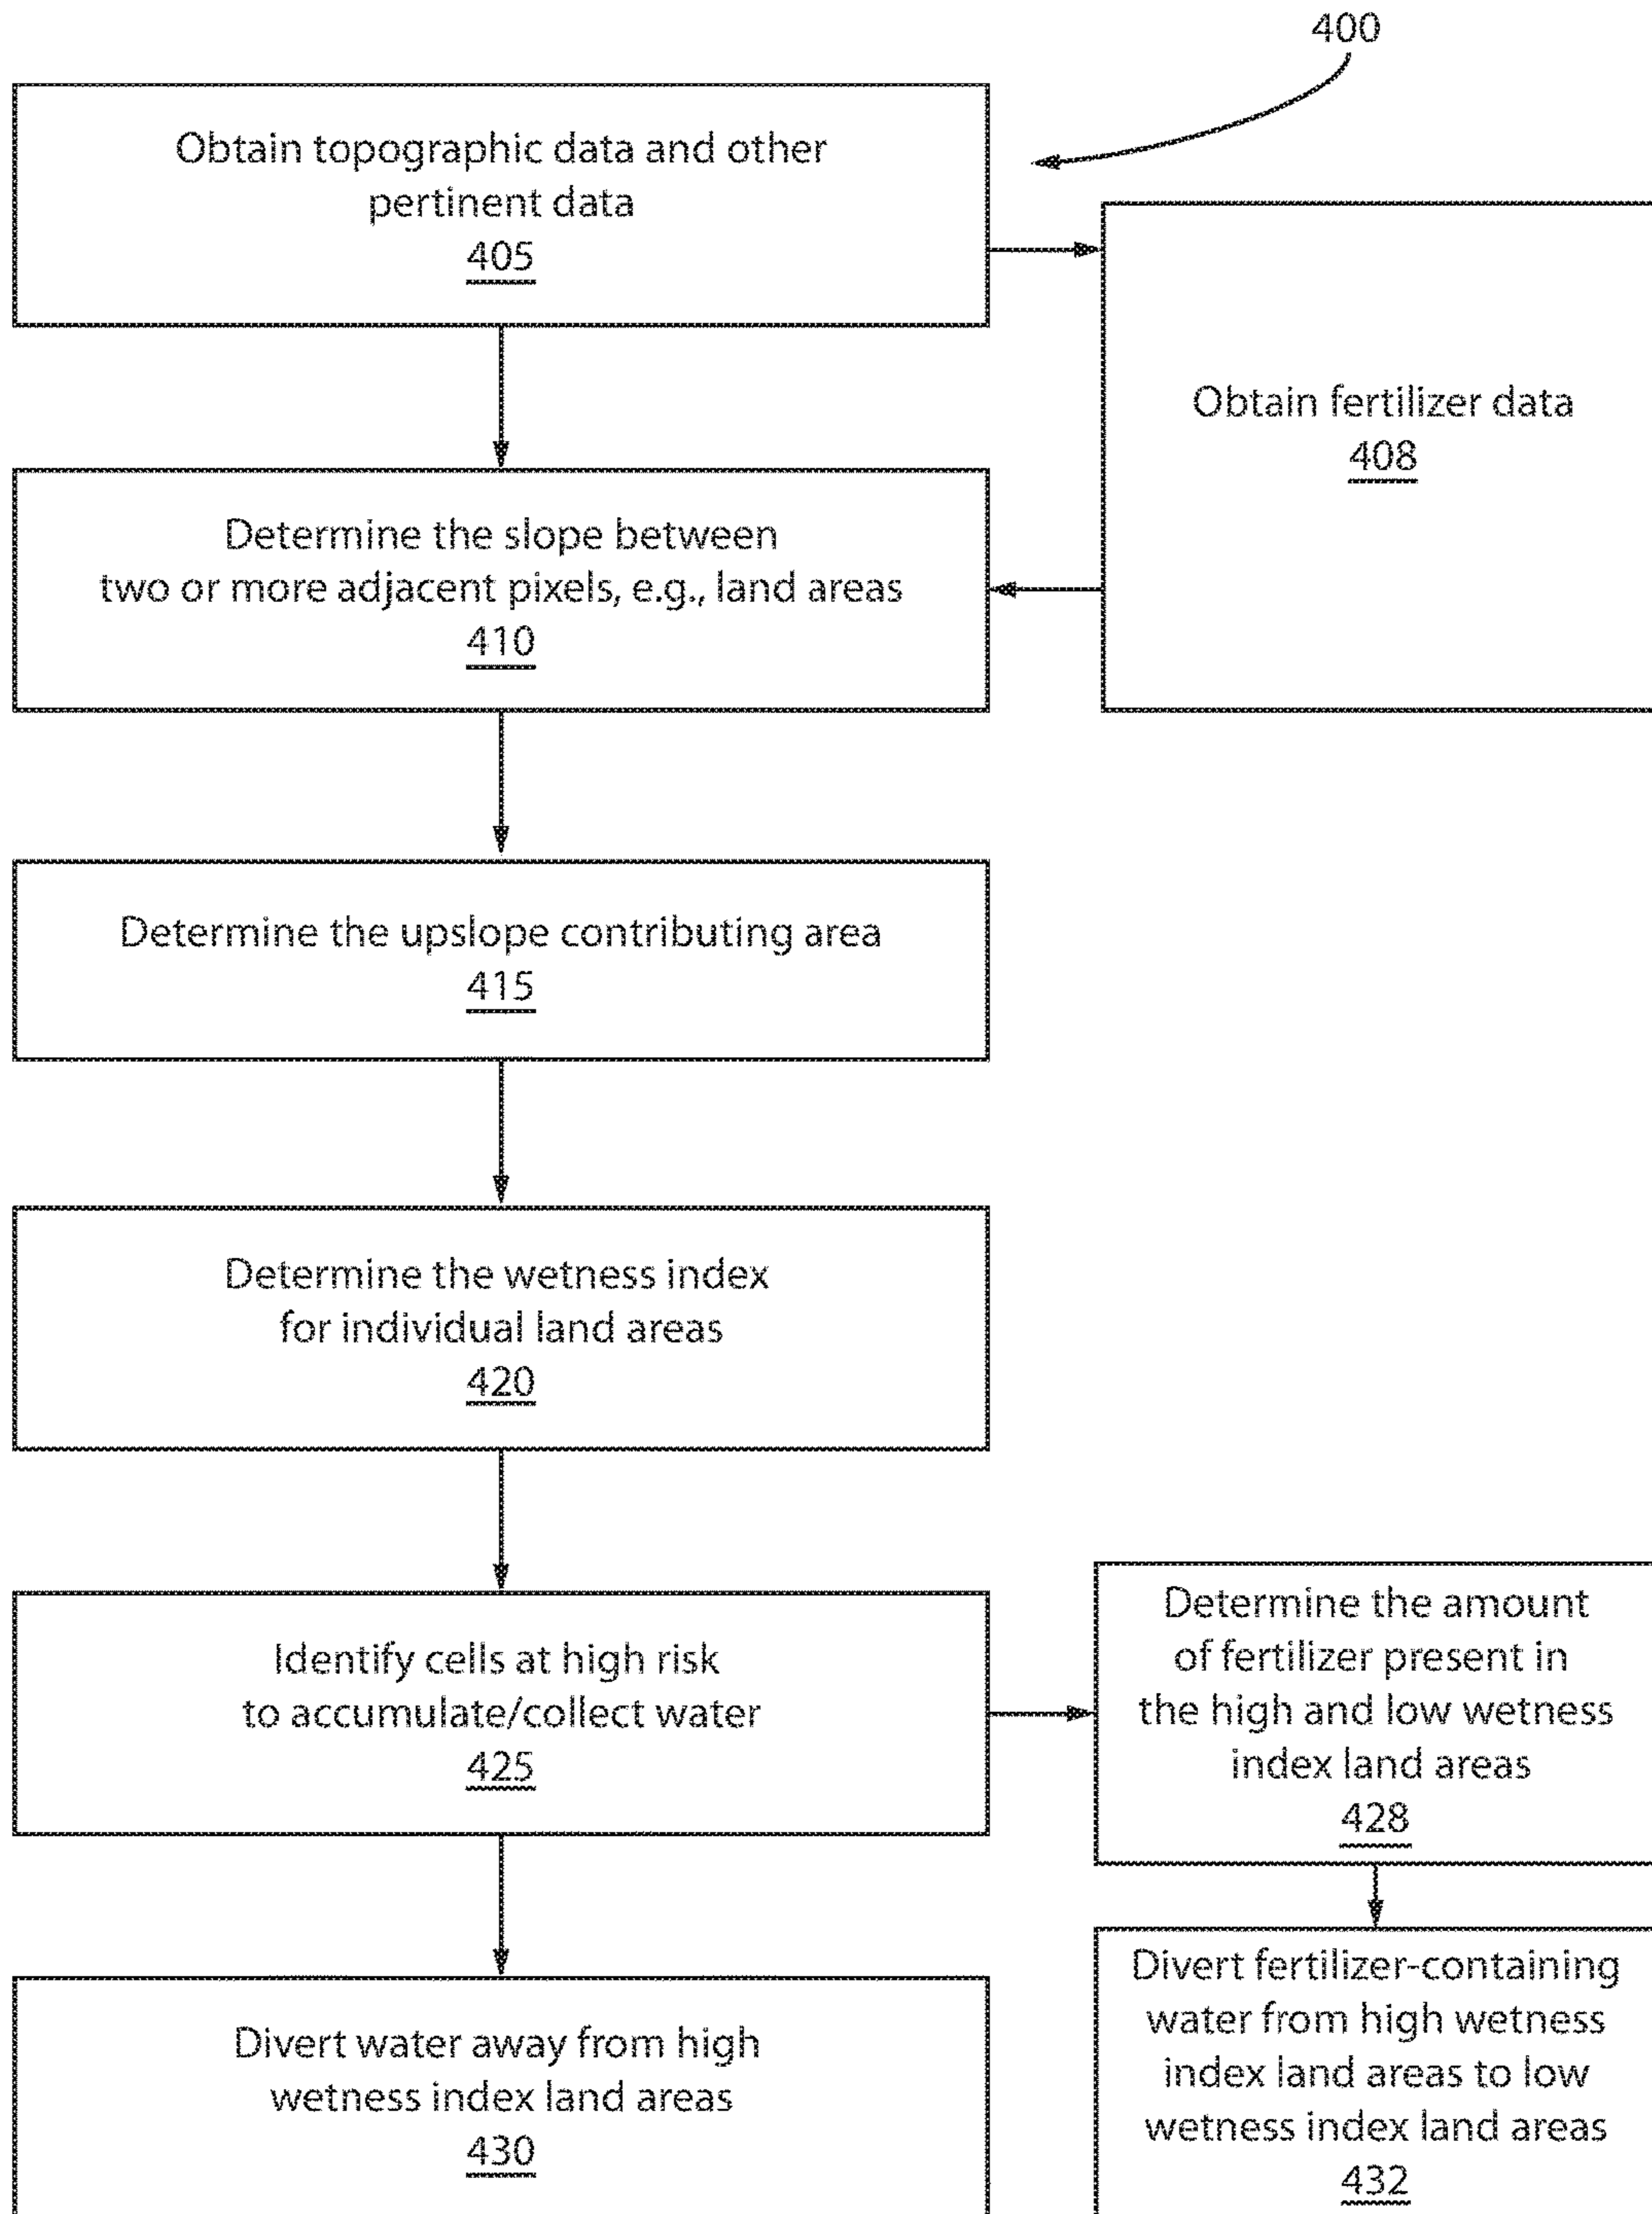 400
Obtain topographic data and other
pertinent data
405
Obtain fertilizer data
408
Determine the slope between
two or more adjacent pixels, e.g., land areas
410
Determine the upslope contributing area
415
Determine the wetness index
for individual land areas
420
Identify cells at high risk
to accumulate/collect water
425
Determine the amount
of fertilizer present in
the high and low wetness
index land areas
428
Divert water away from high
wetness index land areas
430
Divert fertilizer-containing
water from high wetness
index land areas to low
wetness index land areas
432